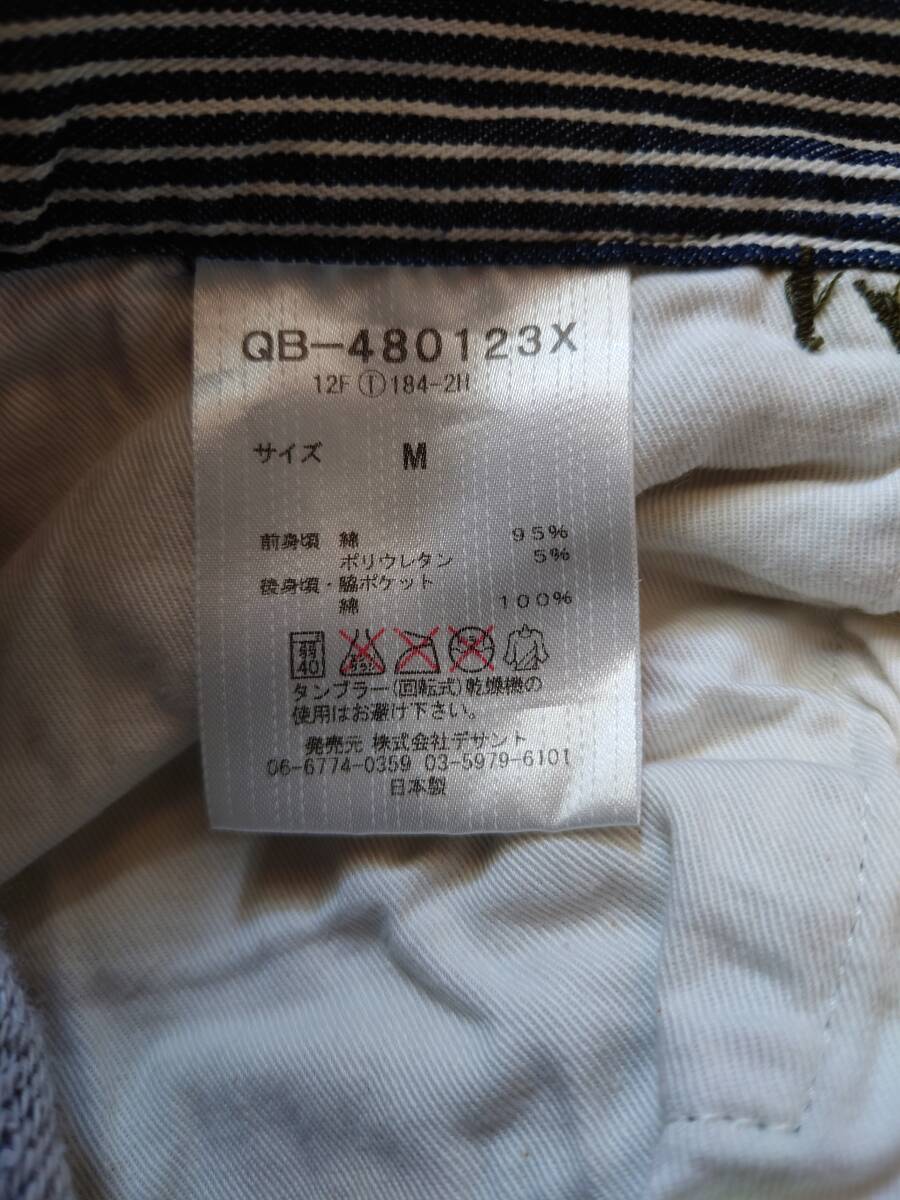 QB-480123X
12F Ⓘ 184-2H
サイズ M
前身頃 綿 95%
ポリウレタン 5%
後身頃・脇ポケット
綿 100%
弱 40
タンブラー(回転式)乾燥機の
使用はお避け下さい。
発売元 株式会社デサント
06-6774-0359 03-5979-6101
日本製